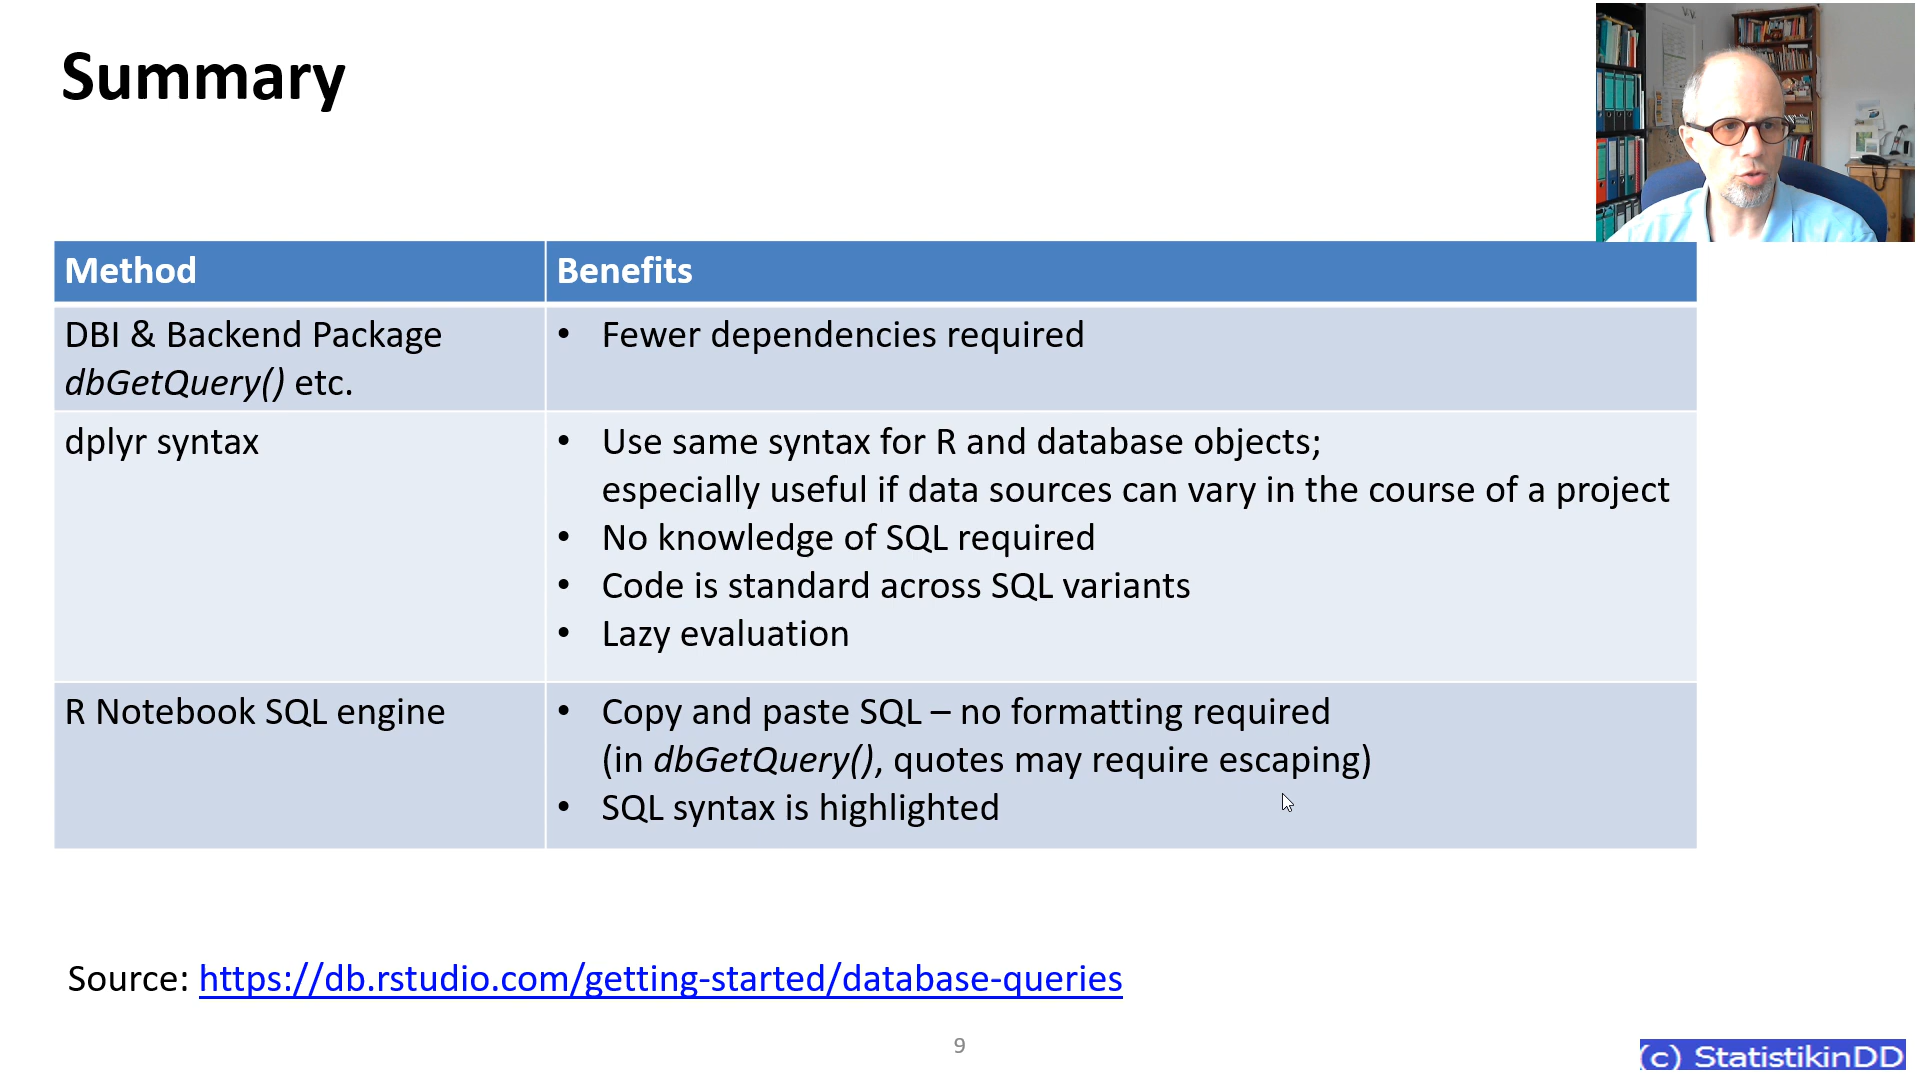 Summary
Method
Benefits
DBI & Backend Package
dbGetQuery() etc.
• Fewer dependencies required
dplyr syntax
• Use same syntax for R and database objects;
especially useful if data sources can vary in the course of a project
• No knowledge of SQL required
• Code is standard across SQL variants
• Lazy evaluation
R Notebook SQL engine
• Copy and paste SQL – no formatting required
(in dbGetQuery(), quotes may require escaping)
• SQL syntax is highlighted
Source: https://db.rstudio.com/getting-started/database-queries
9
(c) StatistikinDD